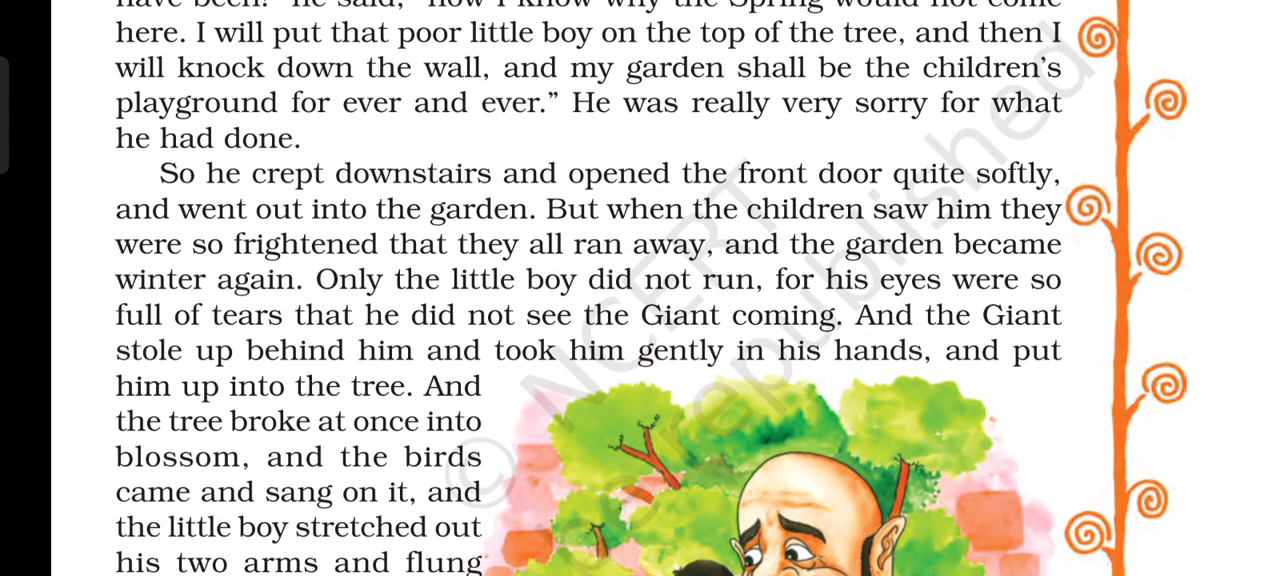 have been!" he said; "now I know why the Spring would not come
here. I will put that poor little boy on the top of the tree, and then I
will knock down the wall, and my garden shall be the children’s
playground for ever and ever.” He was really very sorry for what
he had done.
So he crept downstairs and opened the front door quite softly,
and went out into the garden. But when the children saw him they
were so frightened that they all ran away, and the garden became
winter again. Only the little boy did not run, for his eyes were so
full of tears that he did not see the Giant coming. And the Giant
stole up behind him and took him gently in his hands, and put
him up into the tree. And
the tree broke at once into
blossom, and the birds
came and sang on it, and
the little boy stretched out
his two arms and flung
© NCERT
republished